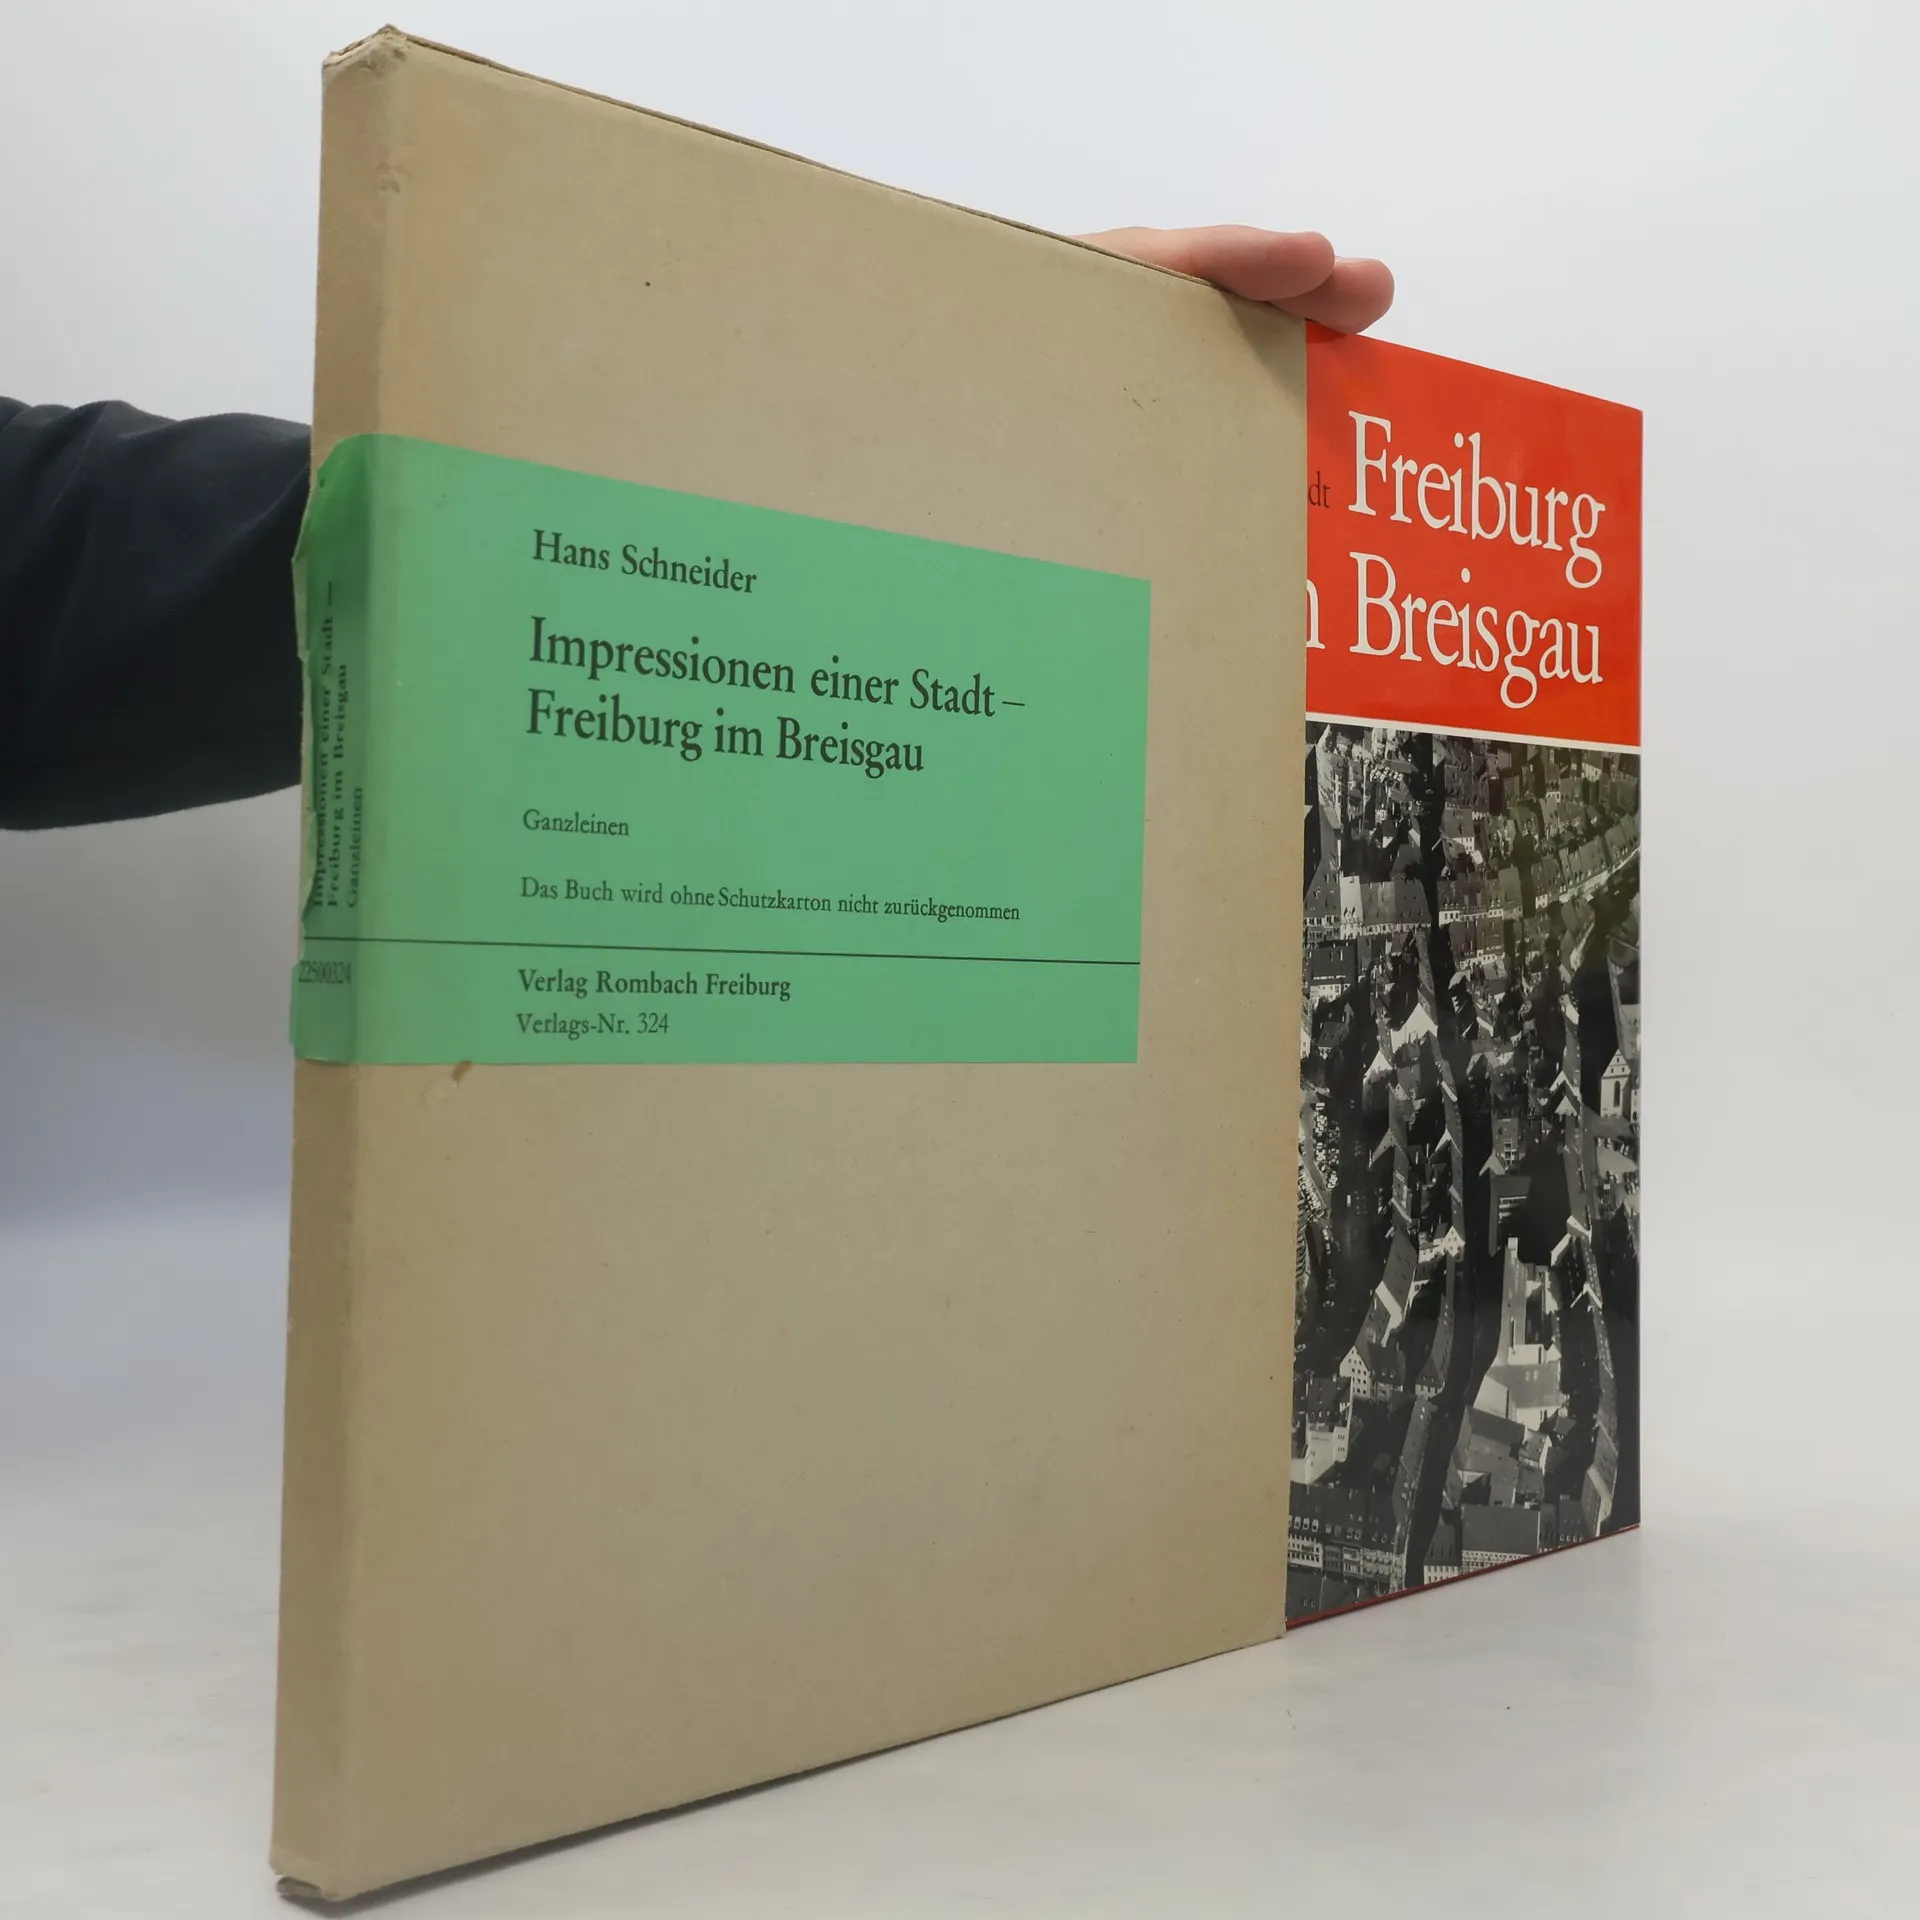 Hans Schneider
Impressionen einer Stadt –
Freiburg im Breisgau
Ganzleinen
Das Buch wird ohne Schutzkarton nicht zurückgenommen
Verlag Rombach Freiburg
Verlags-Nr. 324
Impressionen einer Stadt –
Freiburg im Breisgau
Ganzleinen
22500324
dt Freiburg
Breisgau